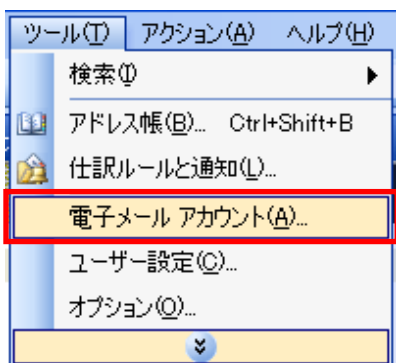 ツール(T) アクション(A) ヘルプ(H)
検索(I)
アドレス帳(B)... Ctrl+Shift+B
仕訳ルールと通知(L)...
電子メール アカウント(A)...
ユーザー設定(C)...
オプション(O)...